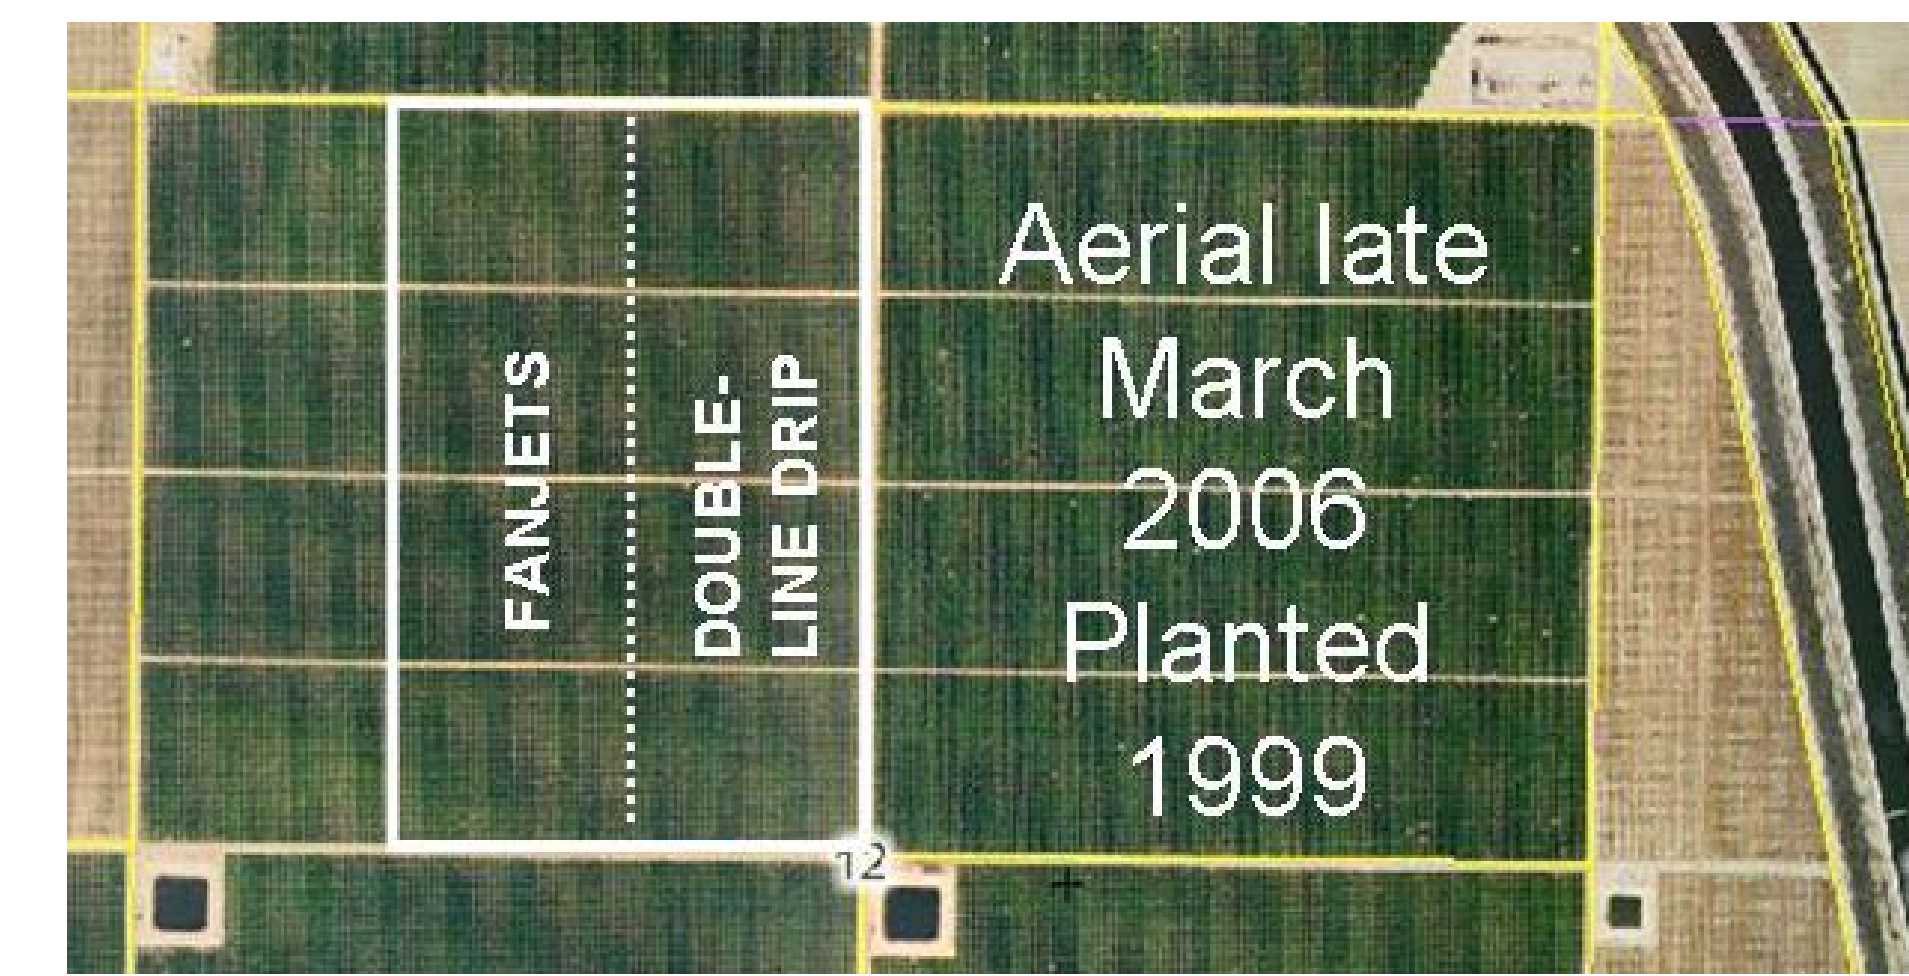 FANJETS
DOUBLE-
LINE DRIP
Aerial late
March
2006
Planted
1999
12